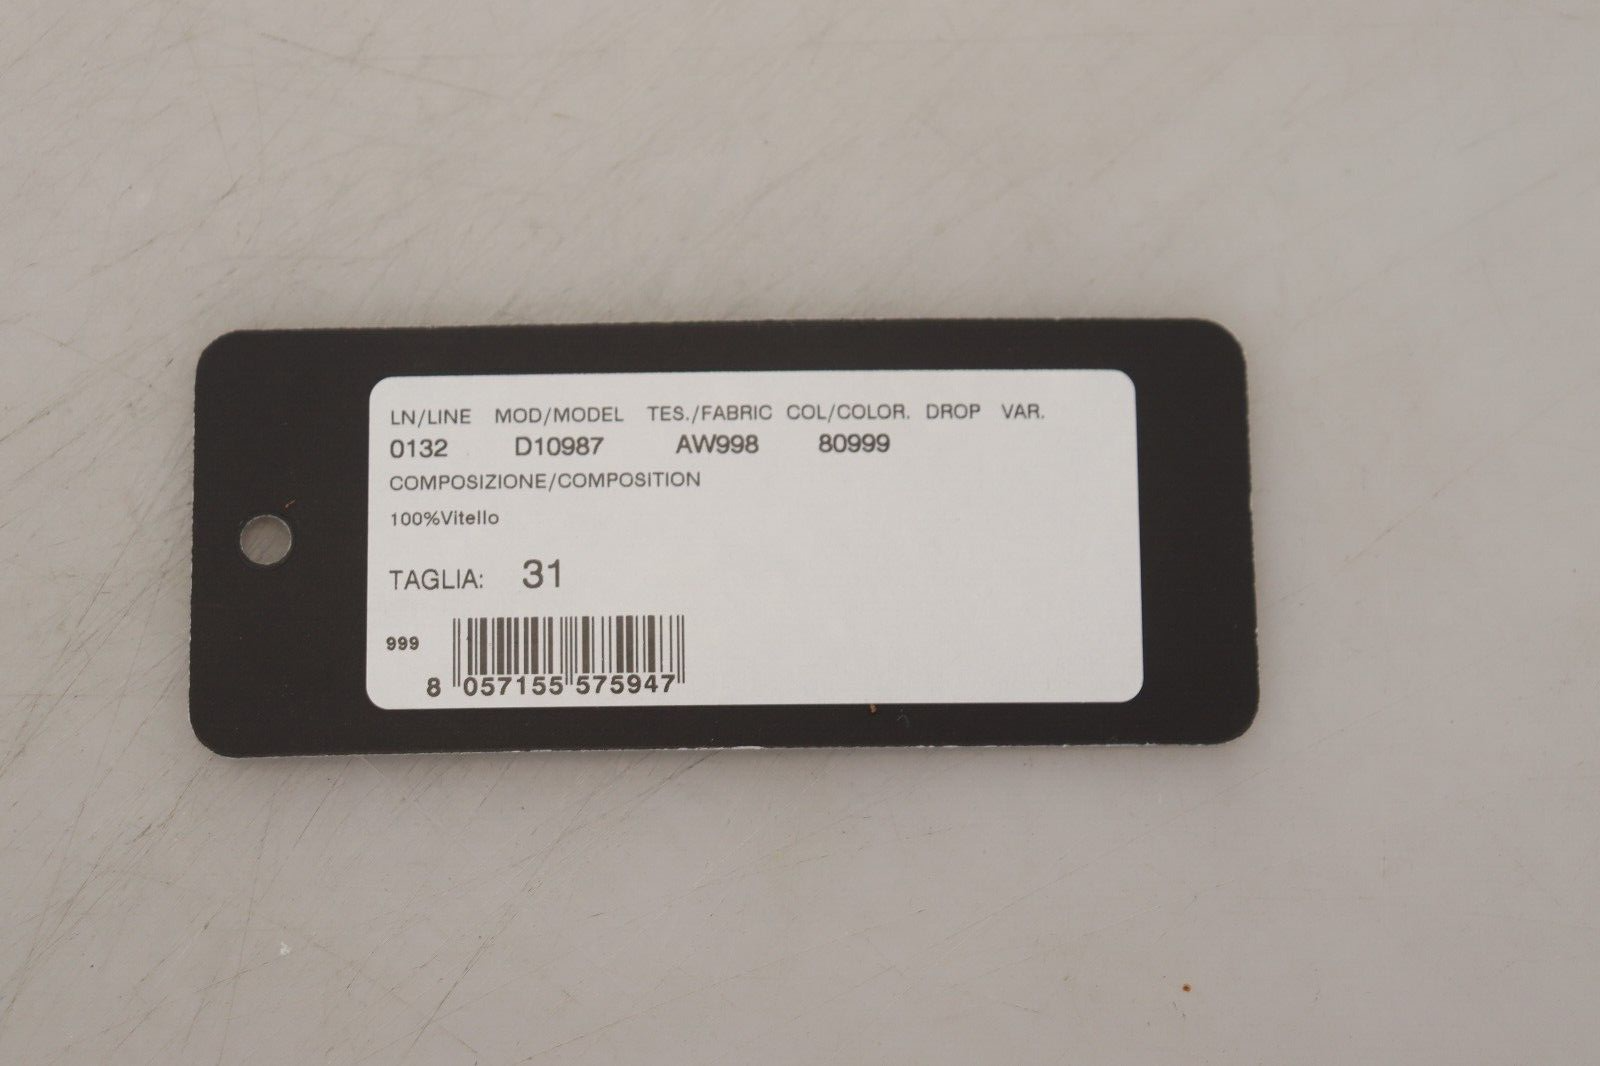 LN/LINE MOD/MODEL TES./FABRIC COL/COLOR. DROP VAR.
0132 D10987 AW998 80999
COMPOSIZIONE/COMPOSITION
100%Vitello
TAGLIA: 31
999
8 057155 575947